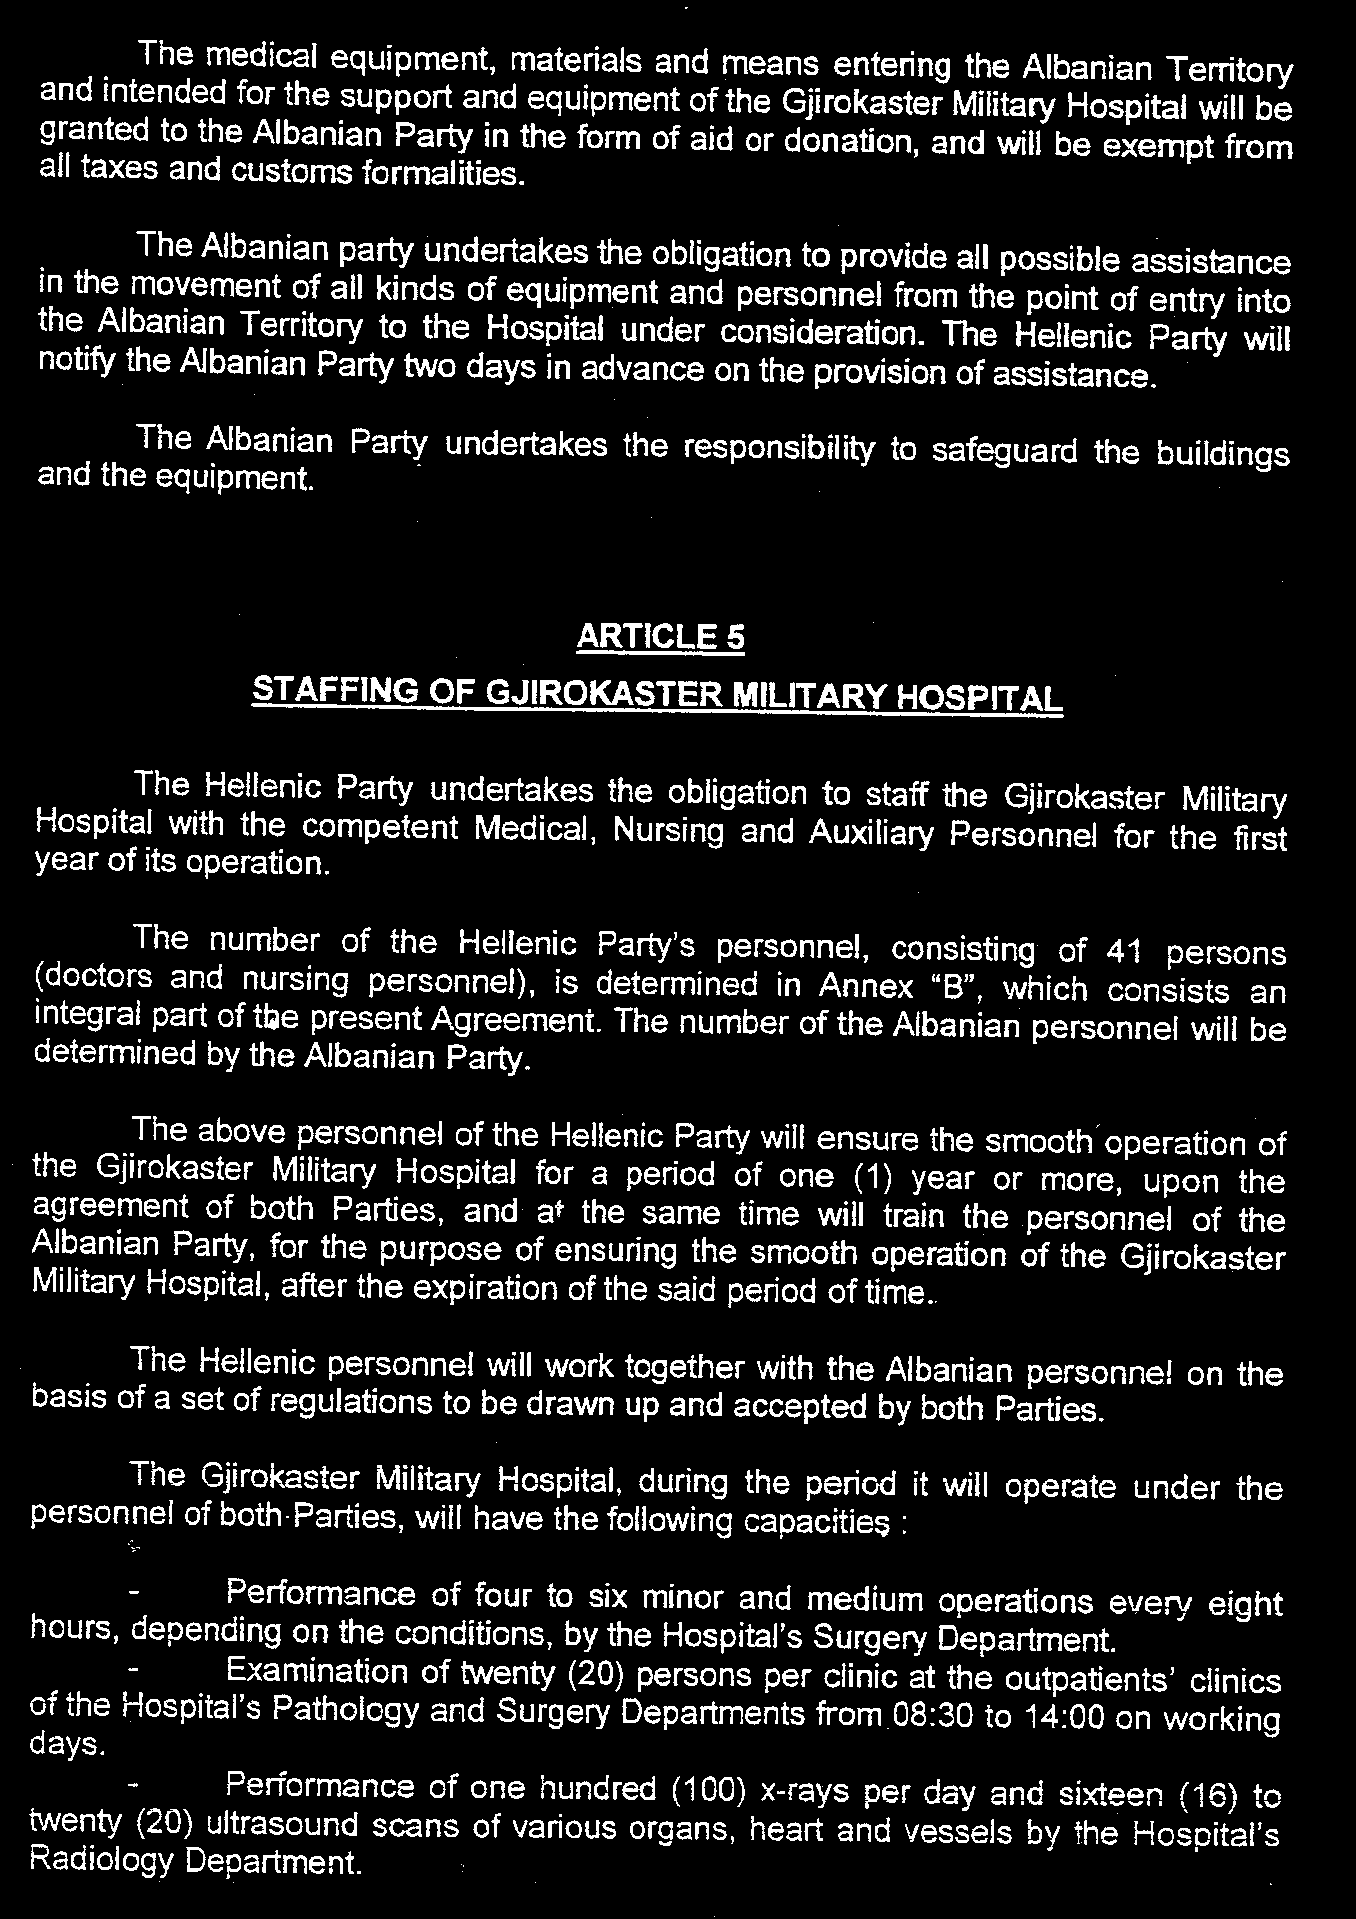 The medical equipment, materials and means entering the Albanian Territory
and intended for the support and equipment of the Gjirokaster Military Hospital will be
granted to the Albanian Party in the form of aid or donation, and will be exempt from
all taxes and customs formalities.
The Albanian party undertakes the obligation to provide all possible assistance
in the movement of all kinds of equipment and personnel from the point of entry into
the Albanian Territory to the Hospital under consideration. The Hellenic Party will
notify the Albanian Party two days in advance on the provision of assistance.
The Albanian Party undertakes the responsibility to safeguard the buildings
and the equipment.
ARTICLE 5
STAFFING OF GJIROKASTER MILITARY HOSPITAL
The Hellenic Party undertakes the obligation to staff the Gjirokaster Military
Hospital with the competent Medical, Nursing and Auxiliary Personnel for the first
year of its operation.
The number of the Hellenic Party's personnel, consisting of 41 persons
(doctors and nursing personnel), is determined in Annex “B”, which consists an
integral part of the present Agreement. The number of the Albanian personnel will be
determined by the Albanian Party.
The above personnel of the Hellenic Party will ensure the smooth operation of
the Gjirokaster Military Hospital for a period of one (1) year or more, upon the
agreement of both Parties, and at the same time will train the personnel of the
Albanian Party, for the purpose of ensuring the smooth operation of the Gjirokaster
Military Hospital, after the expiration of the said period of time.
The Hellenic personnel will work together with the Albanian personnel on the
basis of a set of regulations to be drawn up and accepted by both Parties.
The Gjirokaster Military Hospital, during the period it will operate under the
personnel of both Parties, will have the following capacities :
- Performance of four to six minor and medium operations every eight
hours, depending on the conditions, by the Hospital's Surgery Department.
- Examination of twenty (20) persons per clinic at the outpatients' clinics
of the Hospital's Pathology and Surgery Departments from 08:30 to 14:00 on working
days.
- Performance of one hundred (100) x-rays per day and sixteen (16) to
twenty (20) ultrasound scans of various organs, heart and vessels by the Hospital's
Radiology Department.